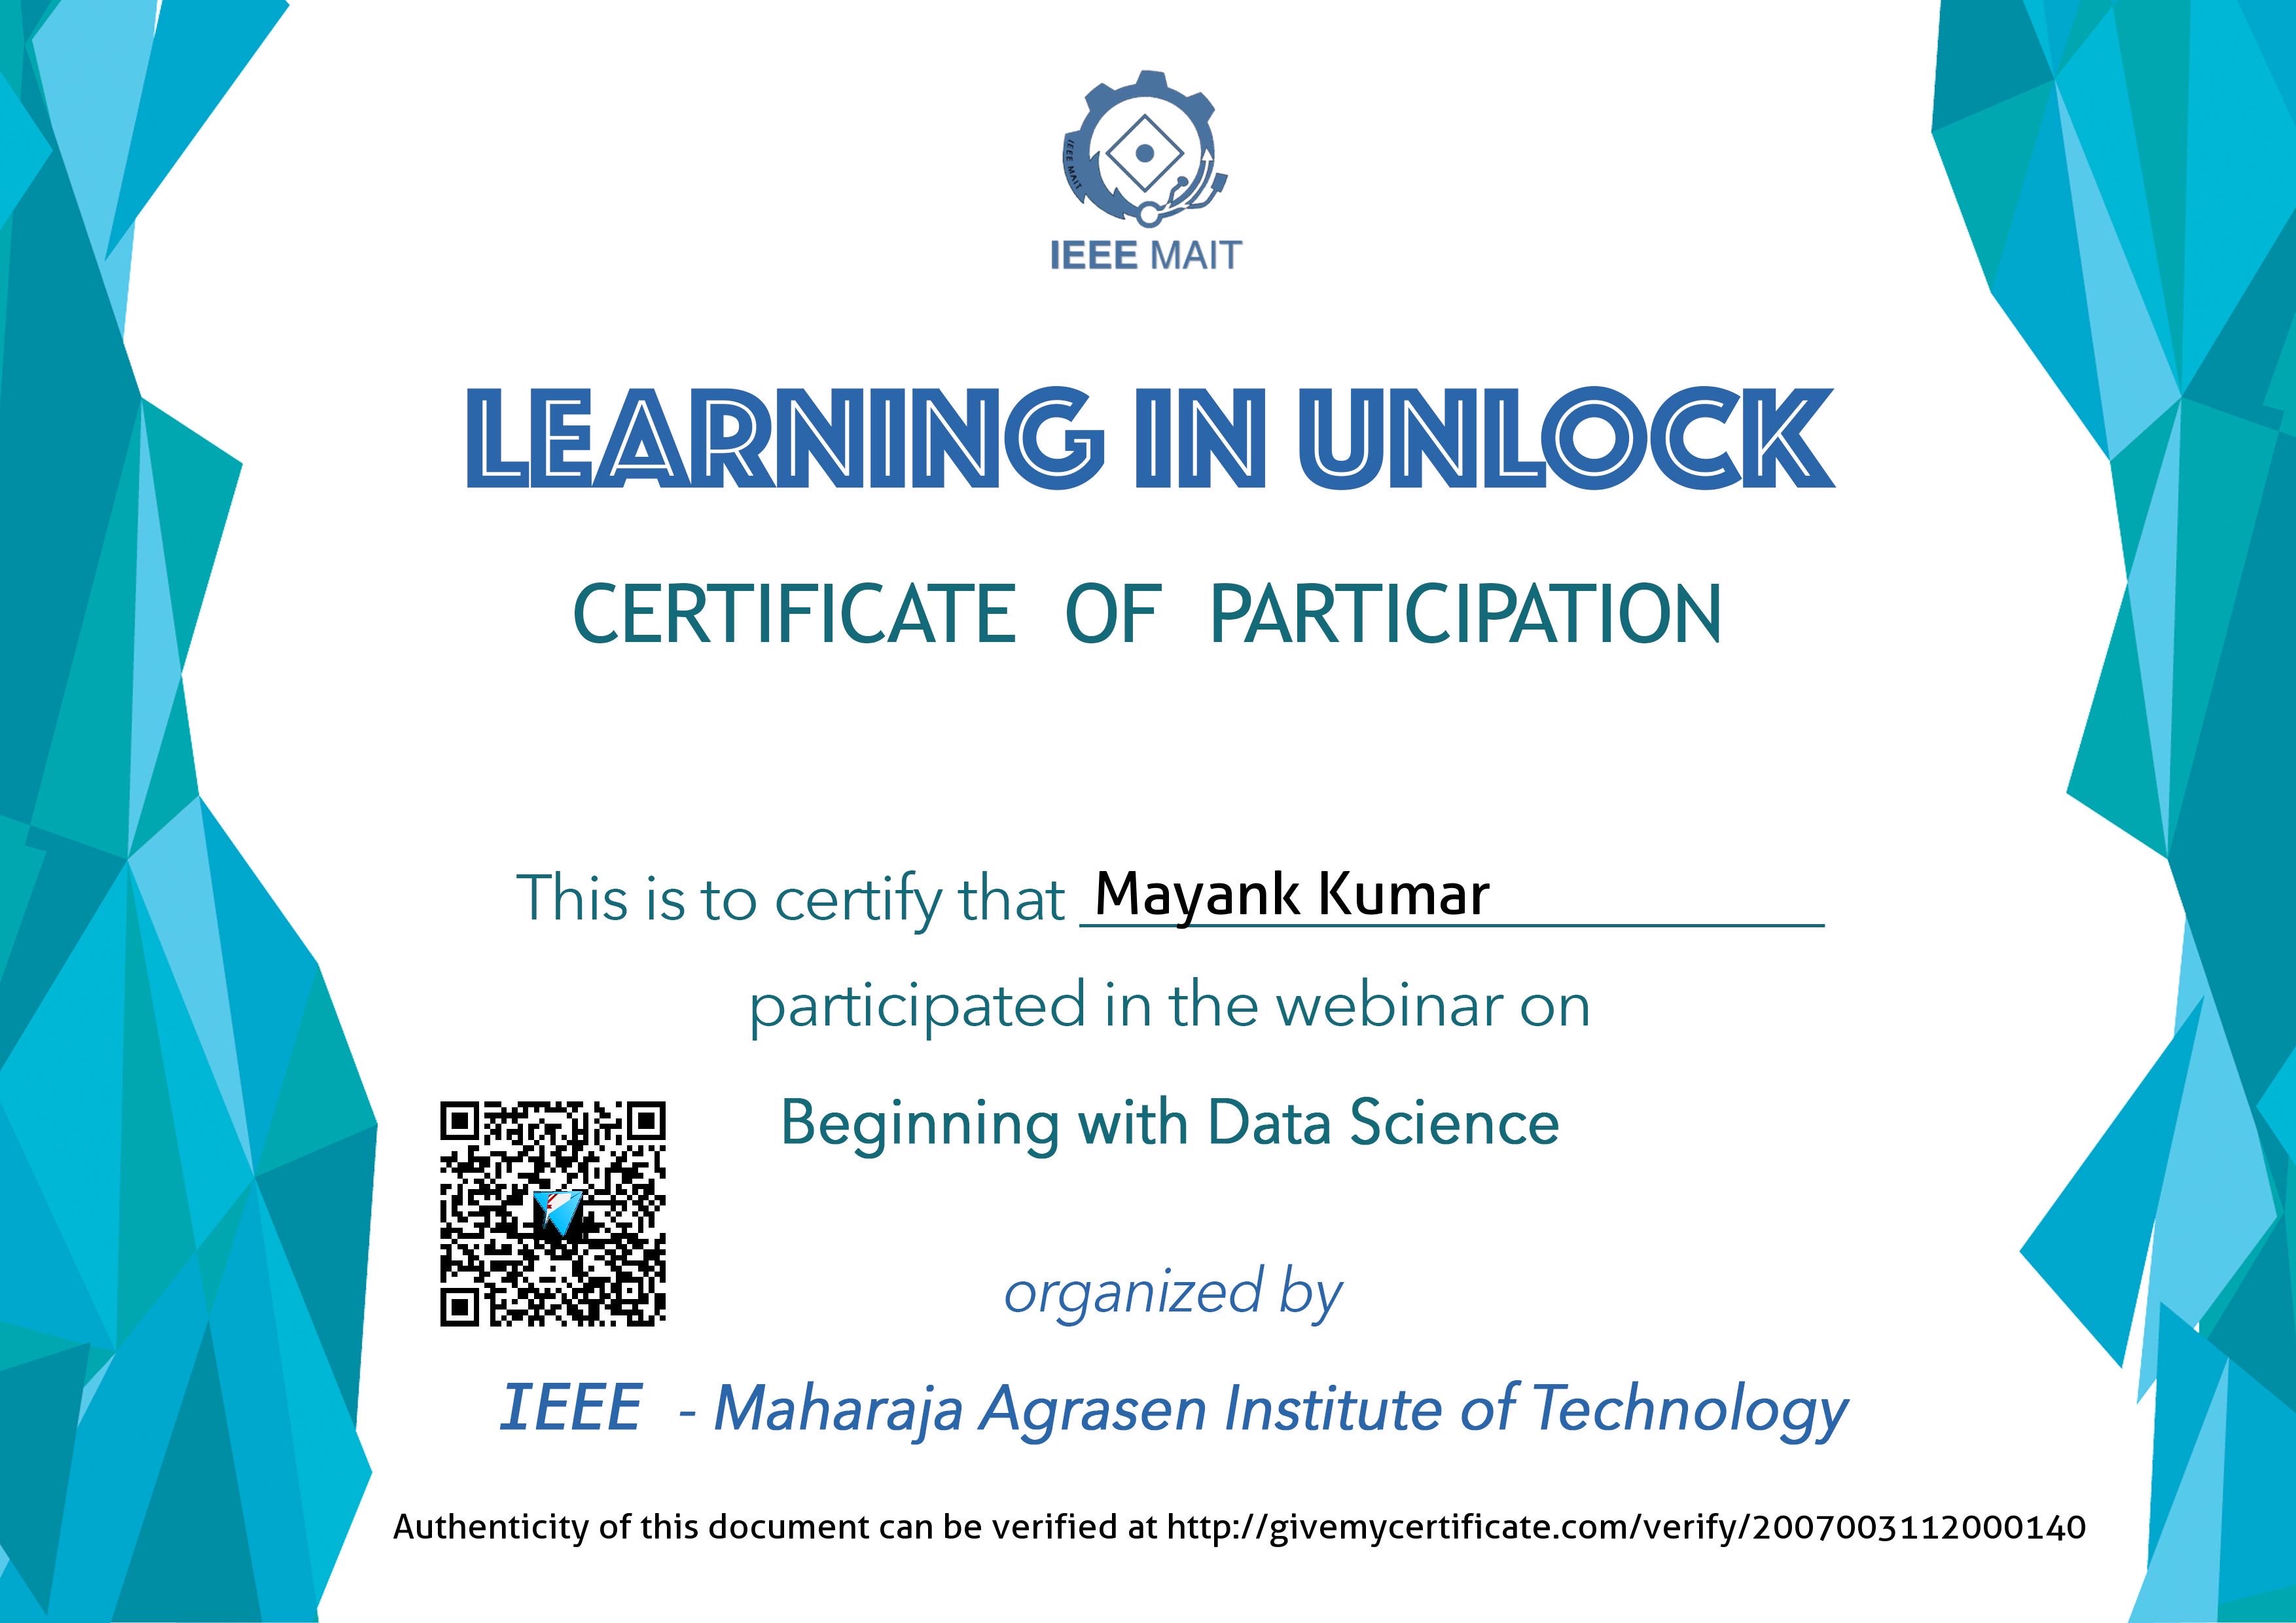 IEEE MAIT
IEEE MAIT
LEARNING IN UNLOCK
CERTIFICATE OF PARTICIPATION
This is to certify that Mayank Kumar
participated in the webinar on
Beginning with Data Science
organized by
IEEE - Maharaja Agrasen Institute of Technology
Authenticity of this document can be verified at http://givemycertificate.com/verify/2007003112000140